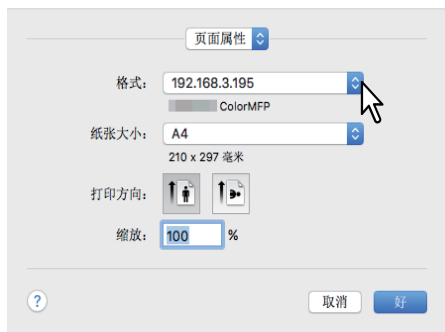 页面属性
格式: 192.168.3.195
ColorMFP
纸张大小: A4
210 x 297 毫米
打印方向:
缩放: 100 %
? 取消 好